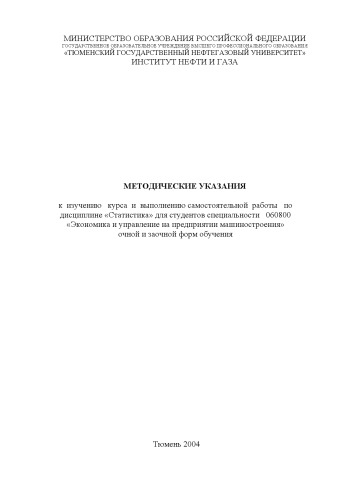 МИНИСТЕРСТВО ОБРАЗОВАНИЯ РОССИЙСКОЙ ФЕДЕРАЦИИ
ГОСУДАРСТВЕННОЕ ОБРАЗОВАТЕЛЬНОЕ УЧРЕЖДЕНИЕ ВЫСШЕГО ПРОФЕССИОНАЛЬНОГО ОБРАЗОВАНИЯ
«ТЮМЕНСКИЙ ГОСУДАРСТВЕННЫЙ НЕФТЕГАЗОВЫЙ УНИВЕРСИТЕТ»
ИНСТИТУТ НЕФТИ И ГАЗА
МЕТОДИЧЕСКИЕ УКАЗАНИЯ
к изучению курса и выполнению самостоятельной работы по
дисциплине «Статистика» для студентов специальности 060800
«Экономика и управление на предприятии машиностроения»
очной и заочной форм обучения
Тюмень 2004